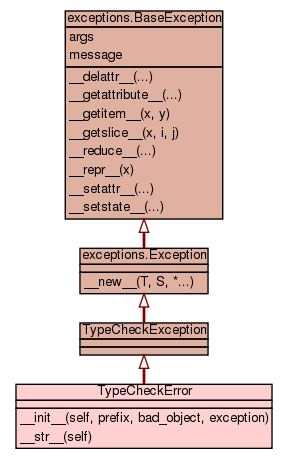 exceptions.BaseException
args
message
__delattr__(...)
__getattribute__(...)
__getitem__(x, y)
__getslice__(x, i, j)
__reduce__(...)
__repr__(x)
__setattr__(...)
__setstate__(...)
exceptions.Exception
__new__(T, S, *...)
TypeCheckException
TypeCheckError
__init__(self, prefix, bad_object, exception)
__str__(self)